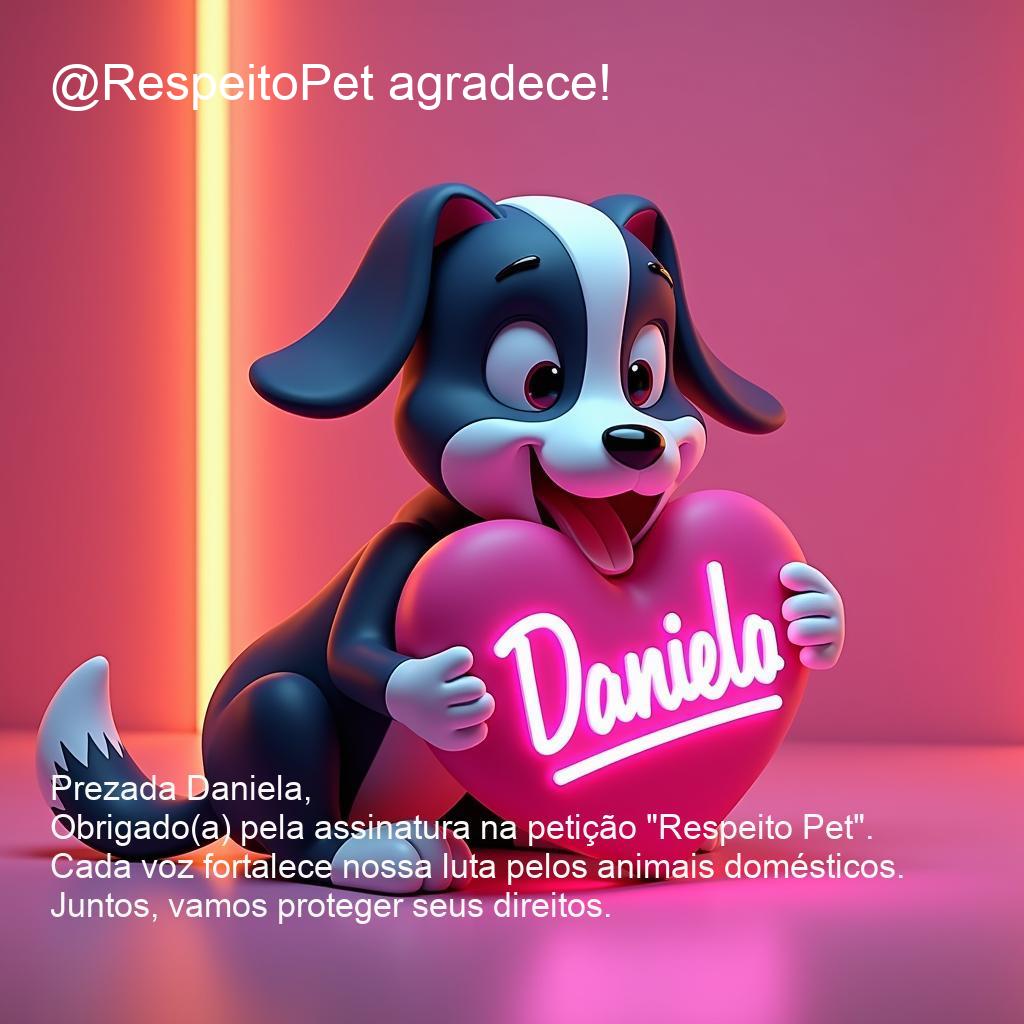 @RespeitoPet agradece!
Daniela
Prezada Daniela,
Obrigado(a) pela assinatura na petição "Respeito Pet".
Cada voz fortalece nossa luta pelos animais domésticos.
Juntos, vamos proteger seus direitos.